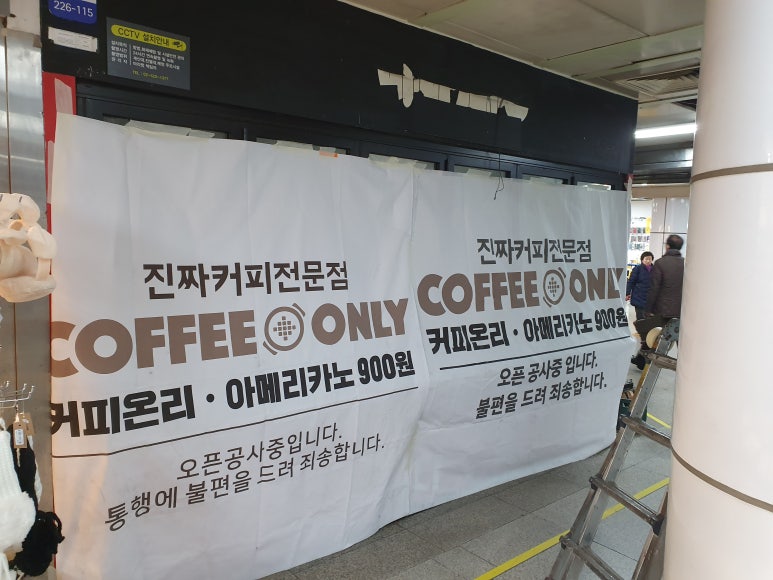 226-115
CCTV 설치안내
진짜커피전문점
COFFEE ONLY
커피온리 · 아메리카노 900원
오픈공사중입니다.
통행에 불편을 드려 죄송합니다.
진짜커피전문점
COFFEE ONLY
커피온리 · 아메리카노 900원
오픈 공사중 입니다.
불편을 드려 죄송합니다.